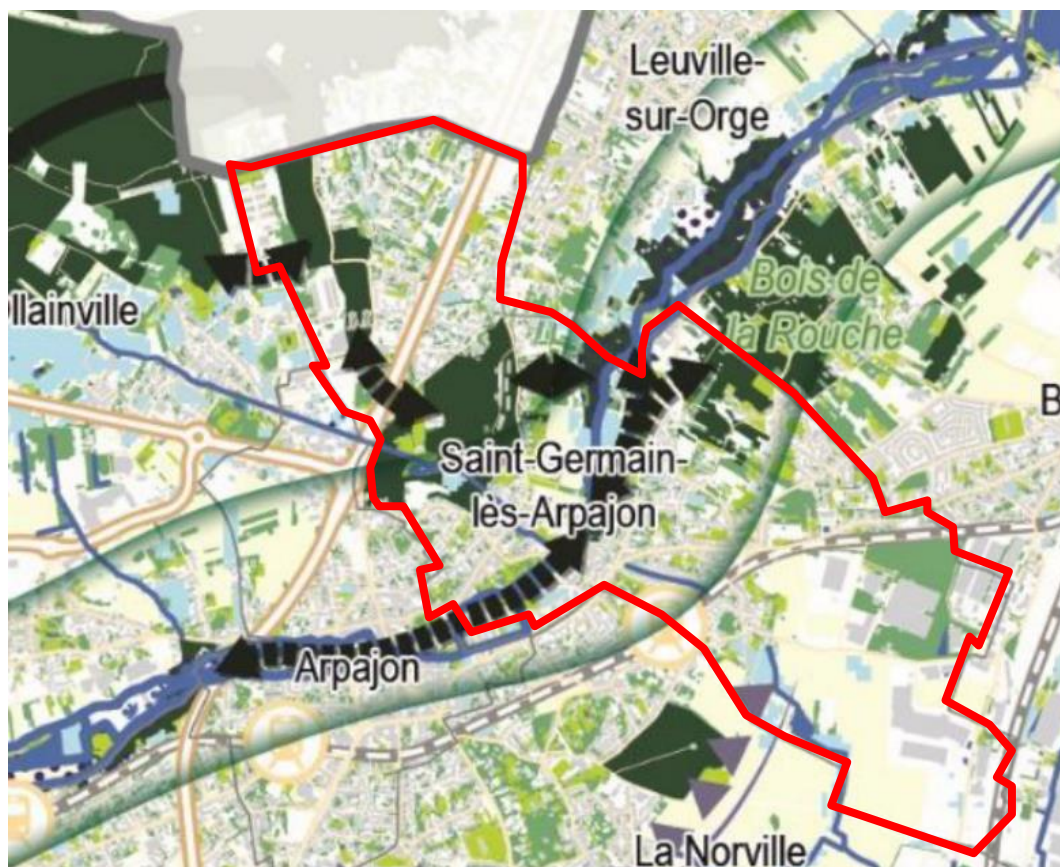 Leuville-
sur-Orge
Bois de
la Rouche
llainville
B
Saint-Germain-
lès-Arpajon
Arpajon
La Norville